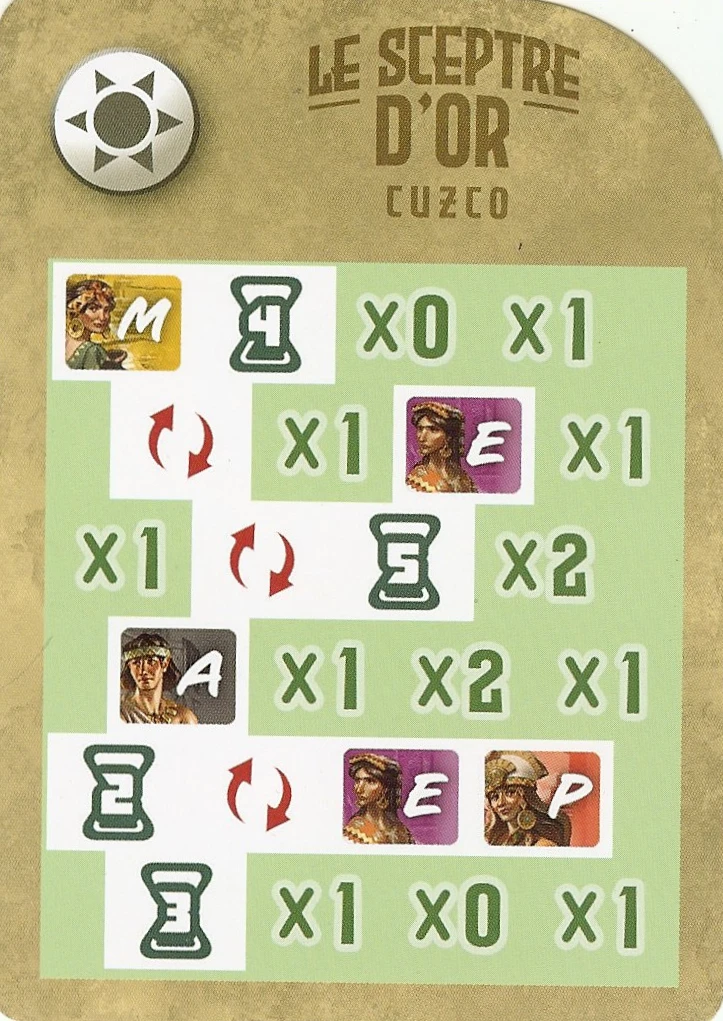 LE SCEPTRE
D'OR
CUZCO
M 4 X0 X1
X1 E X1
X1 5 X2
A X1 X2 X1
2 E P
3 X1 X0 X1